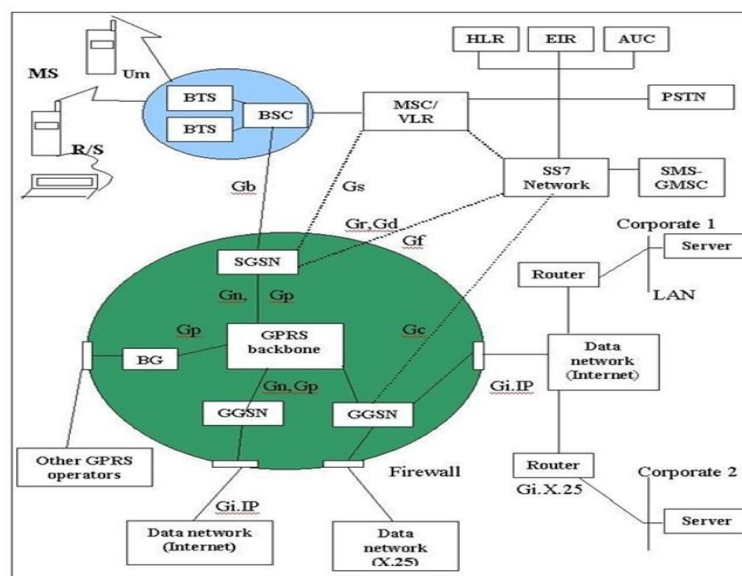 HLR
EIR
AUC
MS
Um
BTS
BSC
BTS
MSC/
VLR
PSTN
R/S
SS7
Network
SMS-
GMSC
Gb
Gs
Gr,Gd
Gf
Corporate 1
Server
SGSN
Router
LAN
Gn,
Gp
Gp
GPRS
backbone
Gc
Data
network
(Internet)
BG
Gn,Gp
Gi.IP
GGSN
GGSN
Other GPRS
operators
Firewall
Router
Corporate 2
Gi.X.25
Gi.IP
Server
Data network
(Internet)
Data
network
(X.25)